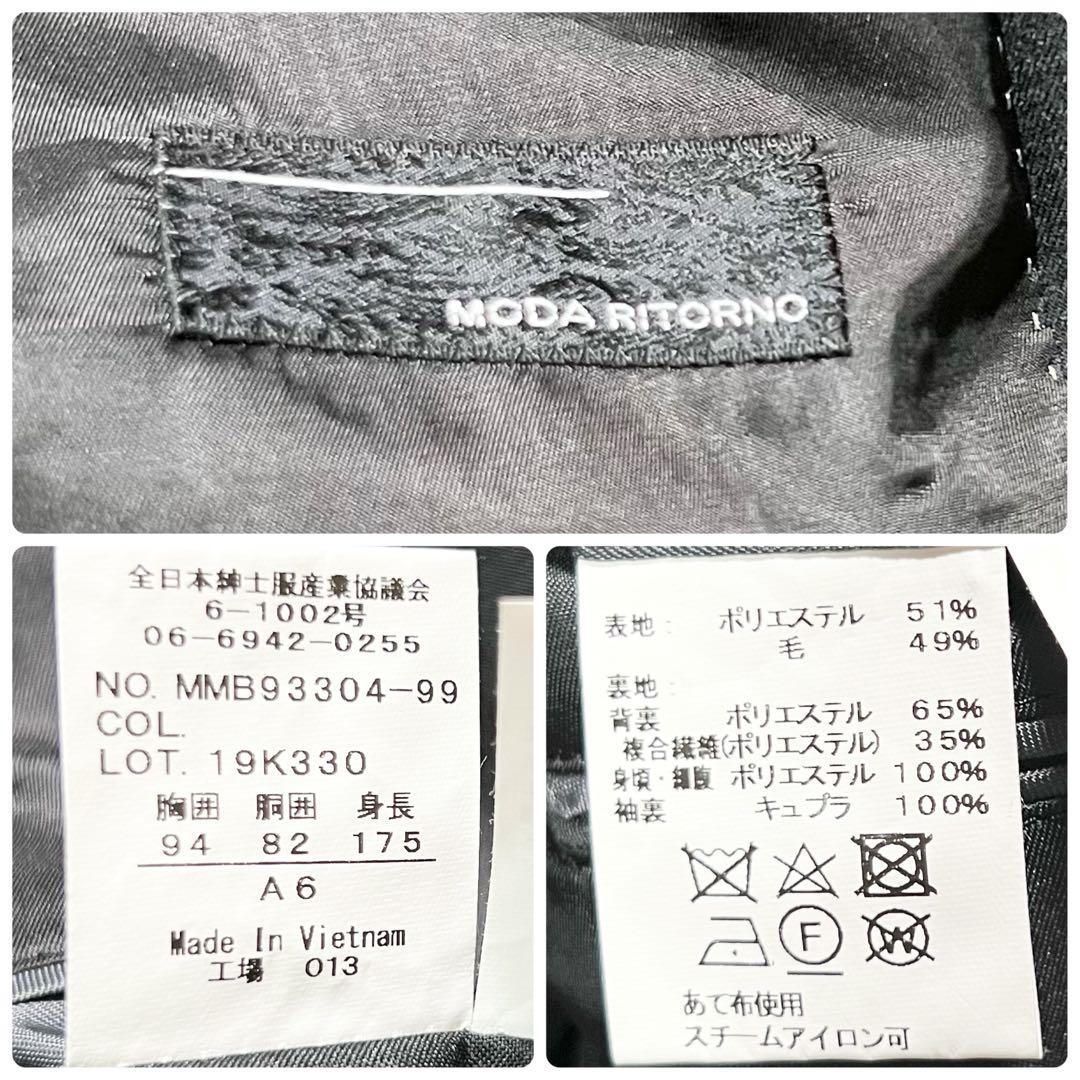 MODA RITORNO
全日本紳士服産業協議会
6-1002号
06-6942-0255
NO. MMB93304-99
COL.
LOT. 19K330
胸囲 胴囲 身長
94 82 175
A6
Made In Vietnam
工場 013
表地: ポリエステル 51%
毛 49%
裏地:
背裏 ポリエステル 65%
複合繊維(ポリエステル) 35%
身頃・細腹 ポリエステル 100%
袖裏 キュプラ 100%
F
W
あて布使用
スチームアイロン可